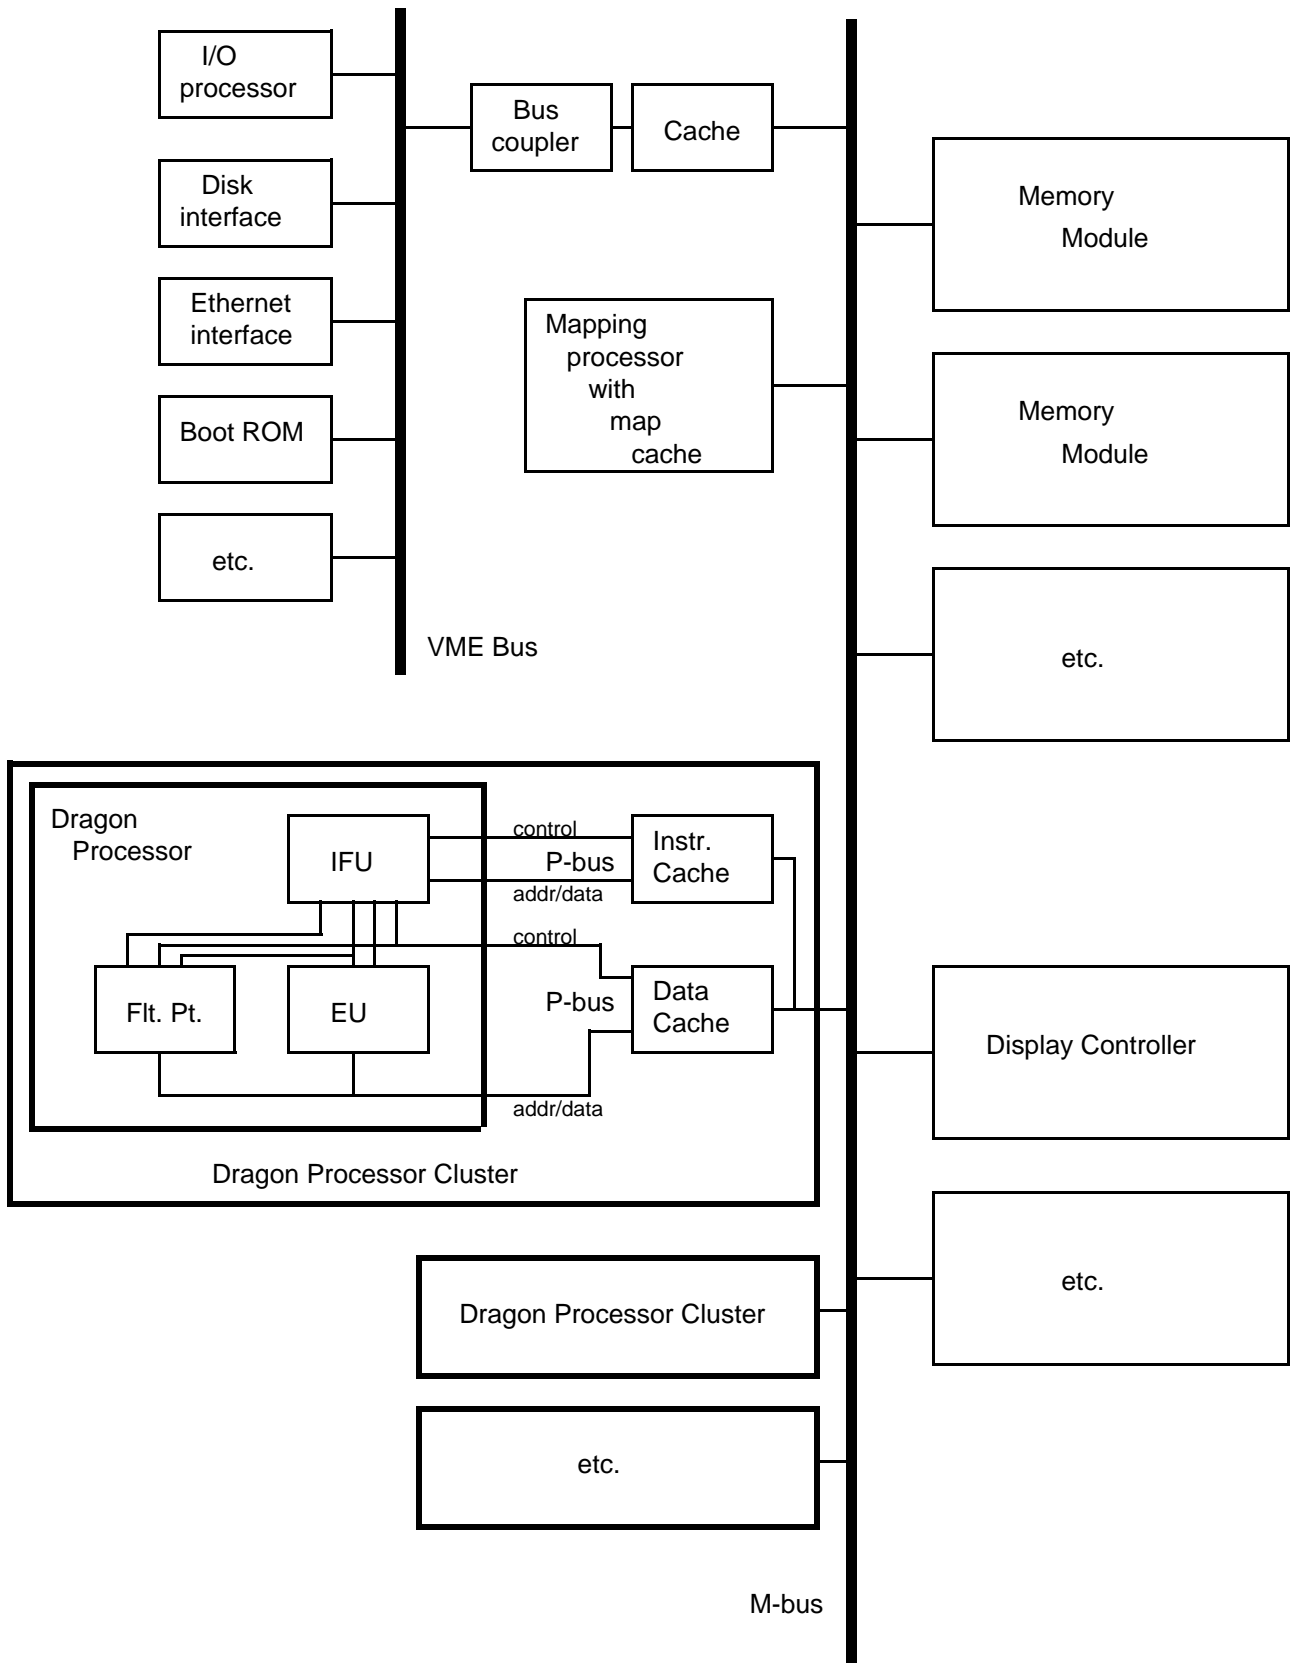 I/O
processor
Bus
coupler
Cache
Disk
interface
Memory
Module
Ethernet
interface
Mapping
processor
with
map
cache
Boot ROM
Memory
Module
etc.
VME Bus
etc.
Dragon
Processor
IFU
control
P-bus
addr/data
Instr.
Cache
control
Flt. Pt.
EU
P-bus
Data
Cache
addr/data
Display Controller
Dragon Processor Cluster
etc.
Dragon Processor Cluster
etc.
M-bus